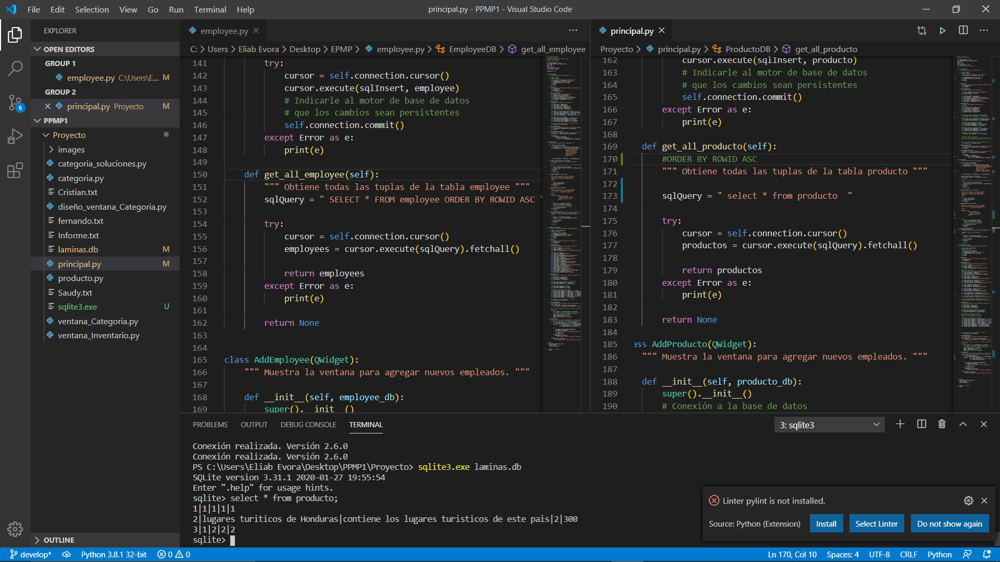 File Edit Selection View Go Run Terminal Help
principal.py - PPMP1 - Visual Studio Code
EXPLORER
OPEN EDITORS
GROUP 1
employee.py C:\Users\E... M
GROUP 2
principal.py Proyecto M
PPMP1
Proyecto
images
categoria_soluciones.py
categoria.py
Cristian.txt
diseño_ventana_Categoria.py
fernando.txt
Informe.txt
laminas.db M
principal.py M
producto.py
Saudy.txt
sqlite3.exe U
ventana_Categoria.py
ventana_Inventario.py
OUTLINE
employee.py
C: > Users > Eliab Evora > Desktop > EPMP > employee.py > EmployeeDB > get_all_employee
141 try:
142 cursor = self.connection.cursor()
143 cursor.execute(sqlInsert, employee)
144 # Indicarle al motor de base de datos
145 # que los cambios sean persistentes
146 self.connection.commit()
147 except Error as e:
148 print(e)
149
150 def get_all_employee(self):
151 """ Obtiene todas las tuplas de la tabla employee """
152 sqlQuery = " SELECT * FROM employee ORDER BY ROWID ASC "
153
154 try:
155 cursor = self.connection.cursor()
156 employees = cursor.execute(sqlQuery).fetchall()
157
158 return employees
159 except Error as e:
160 print(e)
161
162 return None
163
164
165 class AddEmployee(QWidget):
166 """ Muestra la ventana para agregar nuevos empleados. """
167
168 def __init__(self, employee_db):
169 super().__init__()
principal.py
Proyecto > principal.py > ProductoDB > get_all_producto
162 cursor.execute(sqlInsert, producto)
163 # Indicarle al motor de base de datos
164 # que los cambios sean persistentes
165 self.connection.commit()
166 except Error as e:
167 print(e)
168
169 def get_all_producto(self):
170 #ORDER BY ROWID ASC
171 """ Obtiene todas las tuplas de la tabla producto """
172
173 sqlQuery = " select * from producto  "
174
175 try:
176 cursor = self.connection.cursor()
177 productos = cursor.execute(sqlQuery).fetchall()
178
179 return productos
180 except Error as e:
181 print(e)
182
183 return None
184
185 ass AddProducto(QWidget):
186 """ Muestra la ventana para agregar nuevos empleados. """
187
188 def __init__(self, producto_db):
189 super().__init__()
190 # Conexión a la base de datos
PROBLEMS OUTPUT DEBUG CONSOLE TERMINAL
3: sqlite3
Conexión realizada. Versión 2.6.0
Conexión realizada. Versión 2.6.0
PS C:\Users\Eliab Evora\Desktop\PPMP1\Proyecto> sqlite3.exe laminas.db
SQLite version 3.31.1 2020-01-27 19:55:54
Enter ".help" for usage hints.
sqlite> select * from producto;
1|1|1|1|1
2|lugares turiticos de Honduras|contiene los lugares turisticos de este pais|2|300
3|1|2|2|2
sqlite>
Linter pylint is not installed.
Source: Python (Extension)
Install
Select Linter
Do not show again
6
develop* Python 3.8.1 32-bit 0 0
Ln 170, Col 10 Spaces: 4 UTF-8 CRLF Python